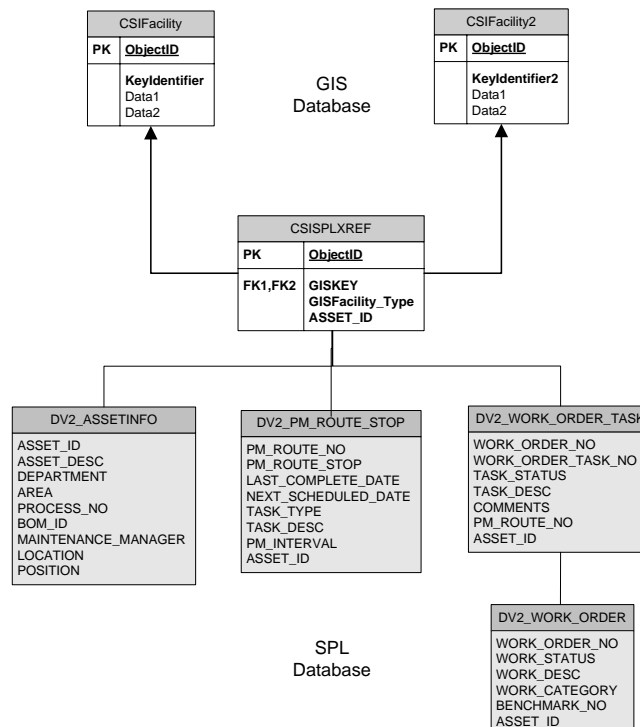 CSIFacility
PK ObjectID
KeyIdentifier
Data1
Data2
CSIFacility2
PK ObjectID
KeyIdentifier2
Data1
Data2
GIS
Database
CSISPLXREF
PK ObjectID
FK1,FK2 GISKEY
GISFacility_Type
ASSET_ID
DV2_ASSETINFO
ASSET_ID
ASSET_DESC
DEPARTMENT
AREA
PROCESS_NO
BOM_ID
MAINTENANCE_MANAGER
LOCATION
POSITION
DV2_PM_ROUTE_STOP
PM_ROUTE_NO
PM_ROUTE_STOP
LAST_COMPLETE_DATE
NEXT_SCHEDULED_DATE
TASK_TYPE
TASK_DESC
PM_INTERVAL
ASSET_ID
DV2_WORK_ORDER_TASK
WORK_ORDER_NO
WORK_ORDER_TASK_NO
TASK_STATUS
TASK_DESC
COMMENTS
PM_ROUTE_NO
ASSET_ID
DV2_WORK_ORDER
WORK_ORDER_NO
WORK_STATUS
WORK_DESC
WORK_CATEGORY
BENCHMARK_NO
ASSET_ID
SPL
Database